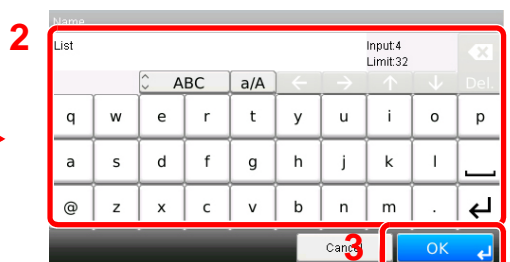 Name
2
List Input:4
Limit:32
ABC a/A Del.
q w e r t y u i o p
a s d f g h j k l
@ z x c v b n m .
Cancel 3 OK